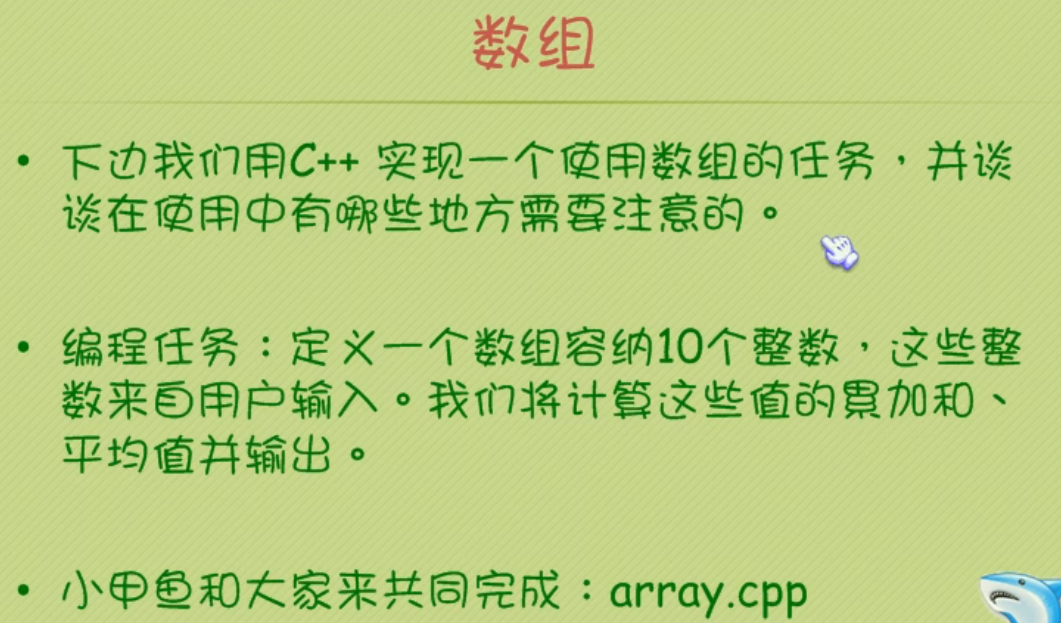 数组
• 下边我们用C++ 实现一个使用数组的任务，并谈
谈在使用中有哪些地方需要注意的。
• 编程任务：定义一个数组容纳10个整数，这些整
数来自用户输入。我们将计算这些值的累加和、
平均值并输出。
• 小甲鱼和大家来共同完成：array.cpp